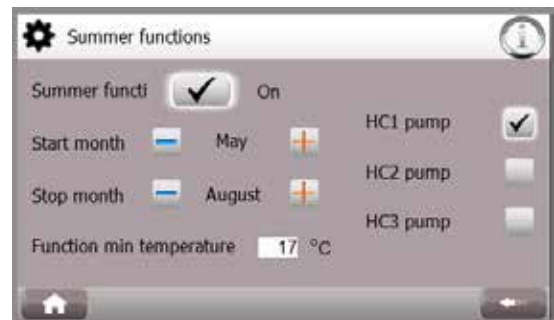 Summer functions
Summer functi On
Start month May
Stop month August
Function min temperature 17 °C
HC1 pump
HC2 pump
HC3 pump